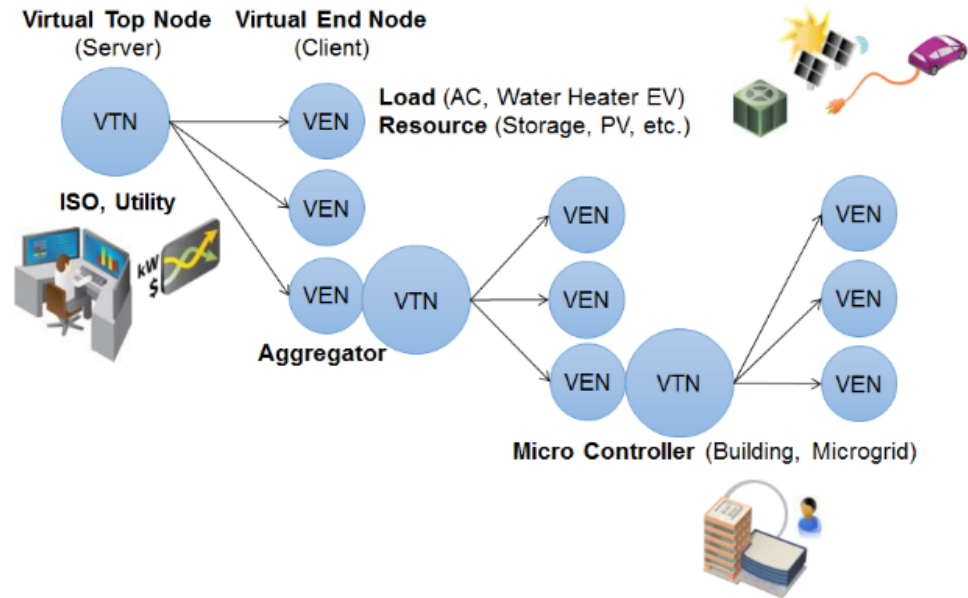 Virtual Top Node
(Server)
Virtual End Node
(Client)
VTN
VEN
Load (AC, Water Heater EV)
Resource (Storage, PV, etc.)
ISO, Utility
kW
$
VEN
VEN
VTN
Aggregator
VEN
VEN
VEN
VTN
VEN
VEN
VEN
Micro Controller (Building, Microgrid)